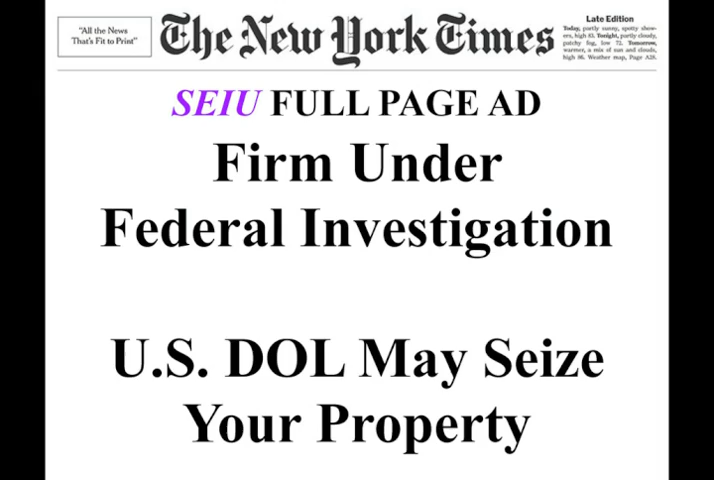 "All the News
That's Fit to Print"
The New York Times
Late Edition
Today, partly sunny, spotty show-
ers, high 83. Tonight, partly cloudy,
patchy fog, low 72. Tomorrow,
warmer, a mix of sun and clouds,
high 86. Weather map, Page A28.
SEIU FULL PAGE AD
Firm Under
Federal Investigation
U.S. DOL May Seize
Your Property